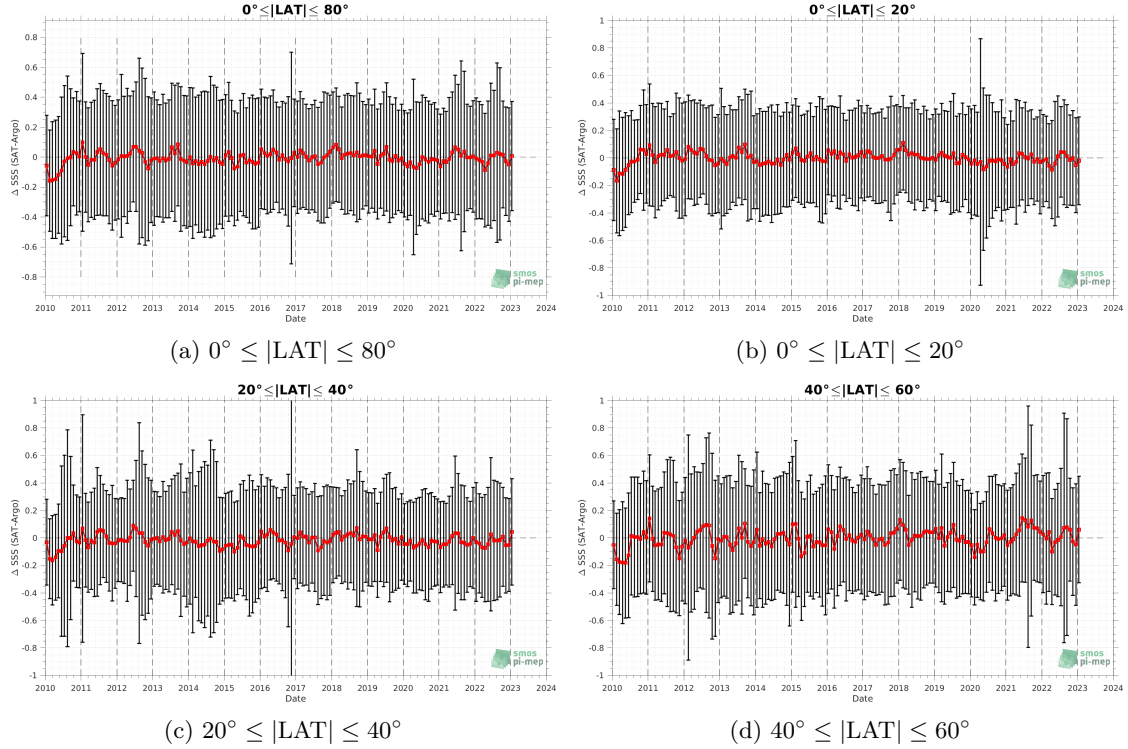 0°≤|LAT|≤ 80°
Δ SSS (SAT-Argo)
0.8
0.6
0.4
0.2
0
-0.2
-0.4
-0.6
-0.8
2010 2011 2012 2013 2014 2015 2016 2017 2018 2019 2020 2021 2022 2023 2024
Date
smos
pi-mep
(a) 0° ≤ |LAT| ≤ 80°
0°≤|LAT|≤ 20°
Δ SSS (SAT-Argo)
1
0.8
0.6
0.4
0.2
0
-0.2
-0.4
-0.6
-0.8
-1
2010 2011 2012 2013 2014 2015 2016 2017 2018 2019 2020 2021 2022 2023 2024
Date
smos
pi-mep
(b) 0° ≤ |LAT| ≤ 20°
20°≤|LAT|≤ 40°
Δ SSS (SAT-Argo)
1
0.8
0.6
0.4
0.2
0
-0.2
-0.4
-0.6
-0.8
-1
2010 2011 2012 2013 2014 2015 2016 2017 2018 2019 2020 2021 2022 2023 2024
Date
smos
pi-mep
(c) 20° ≤ |LAT| ≤ 40°
40°≤|LAT|≤ 60°
Δ SSS (SAT-Argo)
1
0.8
0.6
0.4
0.2
0
-0.2
-0.4
-0.6
-0.8
-1
2010 2011 2012 2013 2014 2015 2016 2017 2018 2019 2020 2021 2022 2023 2024
Date
smos
pi-mep
(d) 40° ≤ |LAT| ≤ 60°